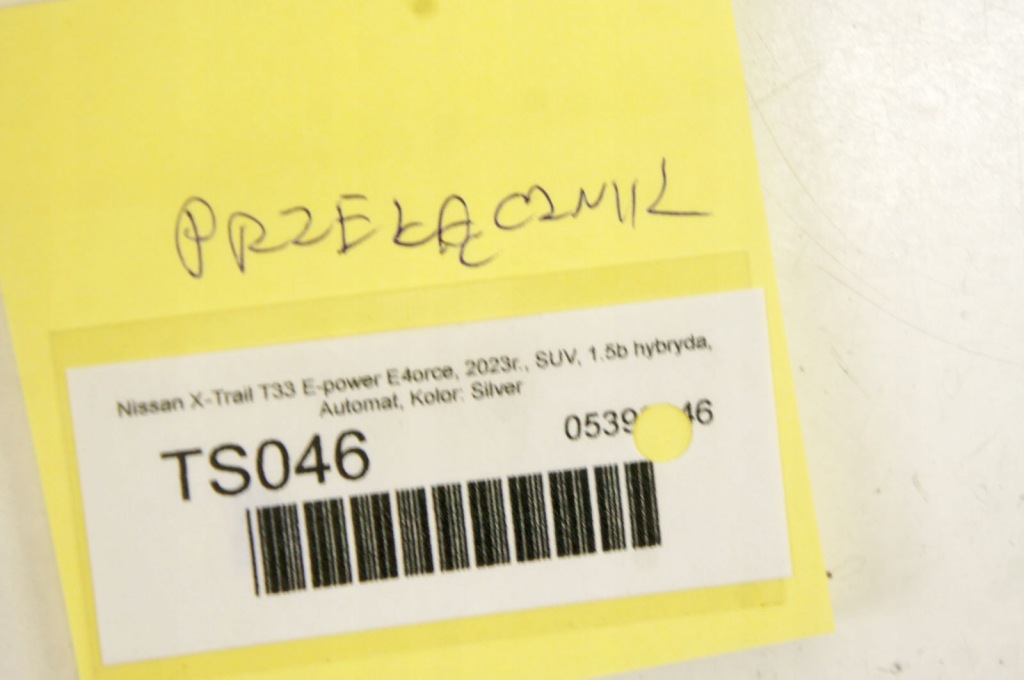 PRZEŁĄCZNIK
Nissan X-Trail T33 E-power E4orce, 2023r., SUV, 1.5b hybryda,
Automat, Kolor: Silver
TS046